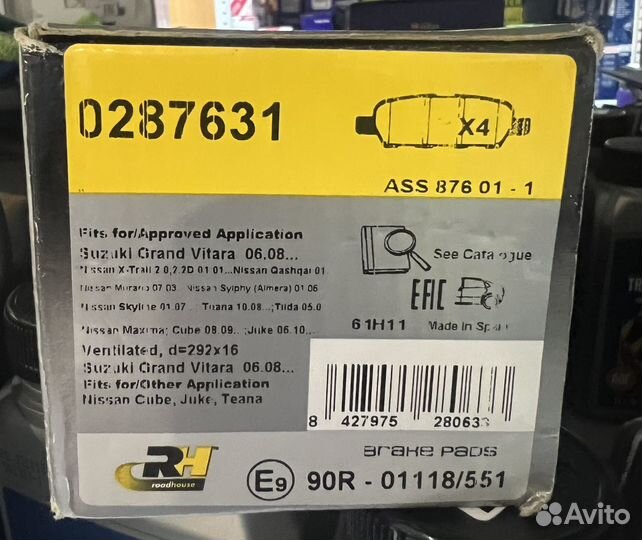 0287631
X4
ASS 876 01 - 1
Fits for/Approved Application
Suzuki Grand Vitara 06.08...
Nissan X-Trail 2.0,2.2D 01.01...Nissan Qashqai 01
Nissan Murano 07.03.. Nissan Sylphy (Almera) 01.06
Nissan Skyline 01.07... Teana 10.08...;Tiida 05.0
Nissan Maxima; Cube 08.09...;Juke 06.10...
Ventilated, d=292x16
Suzuki Grand Vitara 06.08...
Fits for/Other Application
Nissan Cube, Juke, Teana
See Catalogue
EAC
61H11 Made in Spain
8 427975 280633
RH
roadhouse
BRAKE PADS
E9 90R - 01118/551
Avito